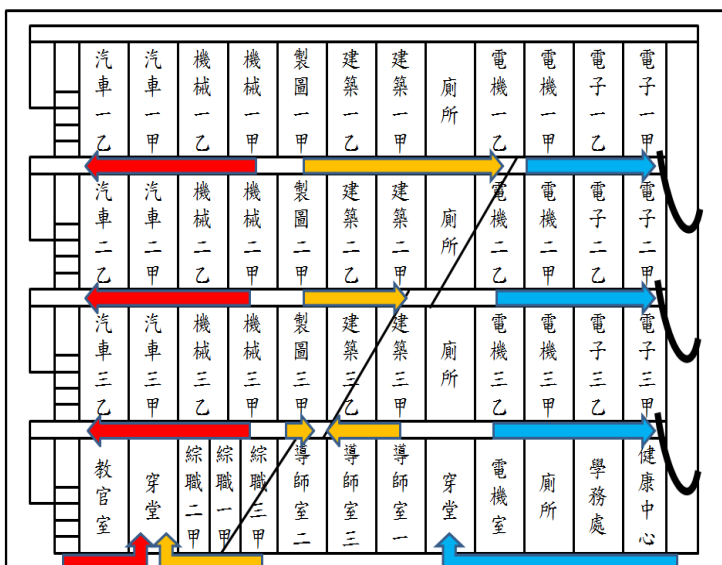 汽車一乙
汽車一甲
機械一乙
機械一甲
製圖一甲
建築一乙
建築一甲
廁所
電機一乙
電機一甲
電子一乙
電子一甲
汽車二乙
汽車二甲
機械二乙
機械二甲
製圖二甲
建築二乙
建築二甲
廁所
電機二乙
電機二甲
電子二乙
電子二甲
汽車三乙
汽車三甲
機械三乙
機械三甲
製圖三甲
建築三乙
建築三甲
廁所
電機三乙
電機三甲
電子三乙
電子三甲
教官室
穿堂
綜職二甲
綜職一甲
綜職三甲
導師室二
導師室三
導師室一
穿堂
電機室
廁所
學務處
健康中心